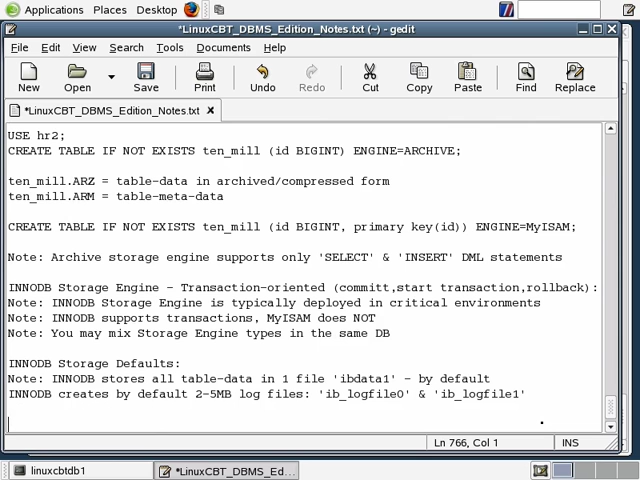 Applications Places Desktop
*LinuxCBT_DBMS_Edition_Notes.txt (~) - gedit
File Edit View Search Tools Documents Help
New Open Save Print Undo Redo Cut Copy Paste Find Replace
*LinuxCBT_DBMS_Edition_Notes.txt x
USE hr2;
CREATE TABLE IF NOT EXISTS ten_mill (id BIGINT) ENGINE=ARCHIVE;
ten_mill.ARZ = table-data in archived/compressed form
ten_mill.ARM = table-meta-data
CREATE TABLE IF NOT EXISTS ten_mill (id BIGINT, primary key(id)) ENGINE=MyISAM;
Note: Archive storage engine supports only 'SELECT' & 'INSERT' DML statements
INNODB Storage Engine - Transaction-oriented (committ,start transaction,rollback):
Note: INNODB Storage Engine is typically deployed in critical environments
Note: INNODB supports transactions, MyISAM does NOT
Note: You may mix Storage Engine types in the same DB
INNODB Storage Defaults:
Note: INNODB stores all table-data in 1 file 'ibdata1' - by default
INNODB creates by default 2-5MB log files: 'ib_logfile0' & 'ib_logfile1'
Ln 766, Col 1 INS
linuxcbtdb1 *LinuxCBT_DBMS_Ed...